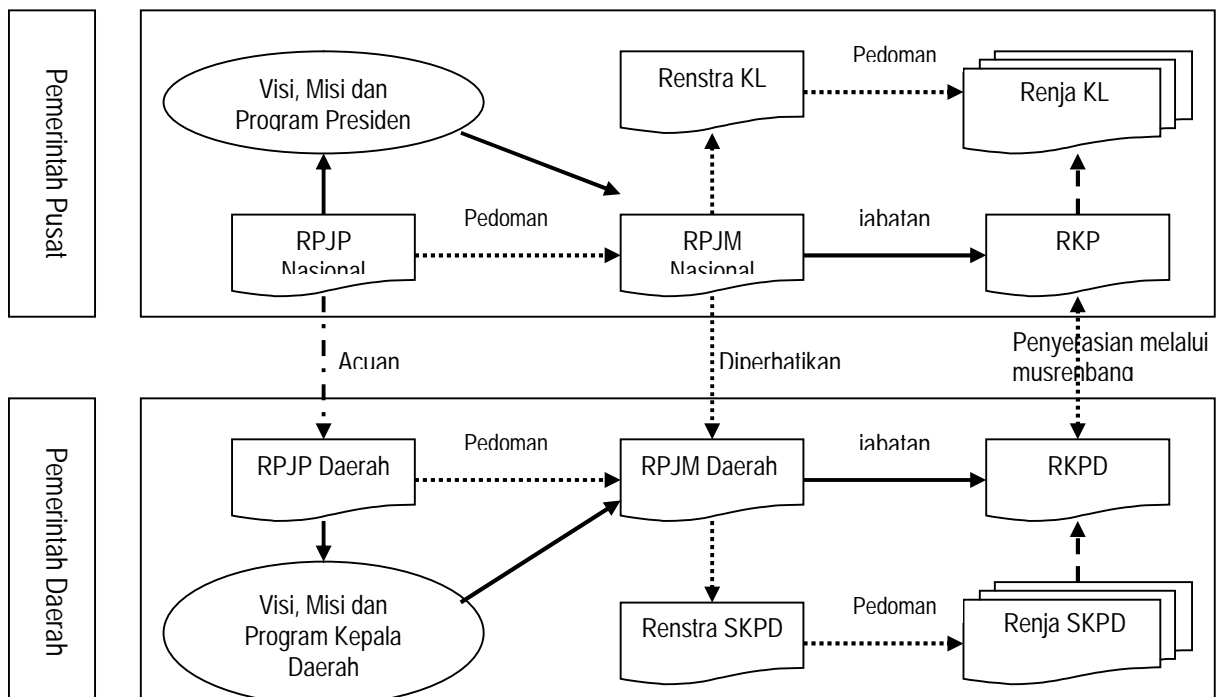 Pemerintah Pusat
Visi, Misi dan
Program Presiden
Renstra KL
Pedoman
Renja KL
RPJP
Nasional
Pedoman
RPJM
Nasional
jabatan
RKP
Acuan
Diperhatikan
Penyerasian melalui
musrenbang
Pemerintah Daerah
RPJP Daerah
Pedoman
RPJM Daerah
jabatan
RKPD
Visi, Misi dan
Program Kepala
Daerah
Renstra SKPD
Pedoman
Renja SKPD